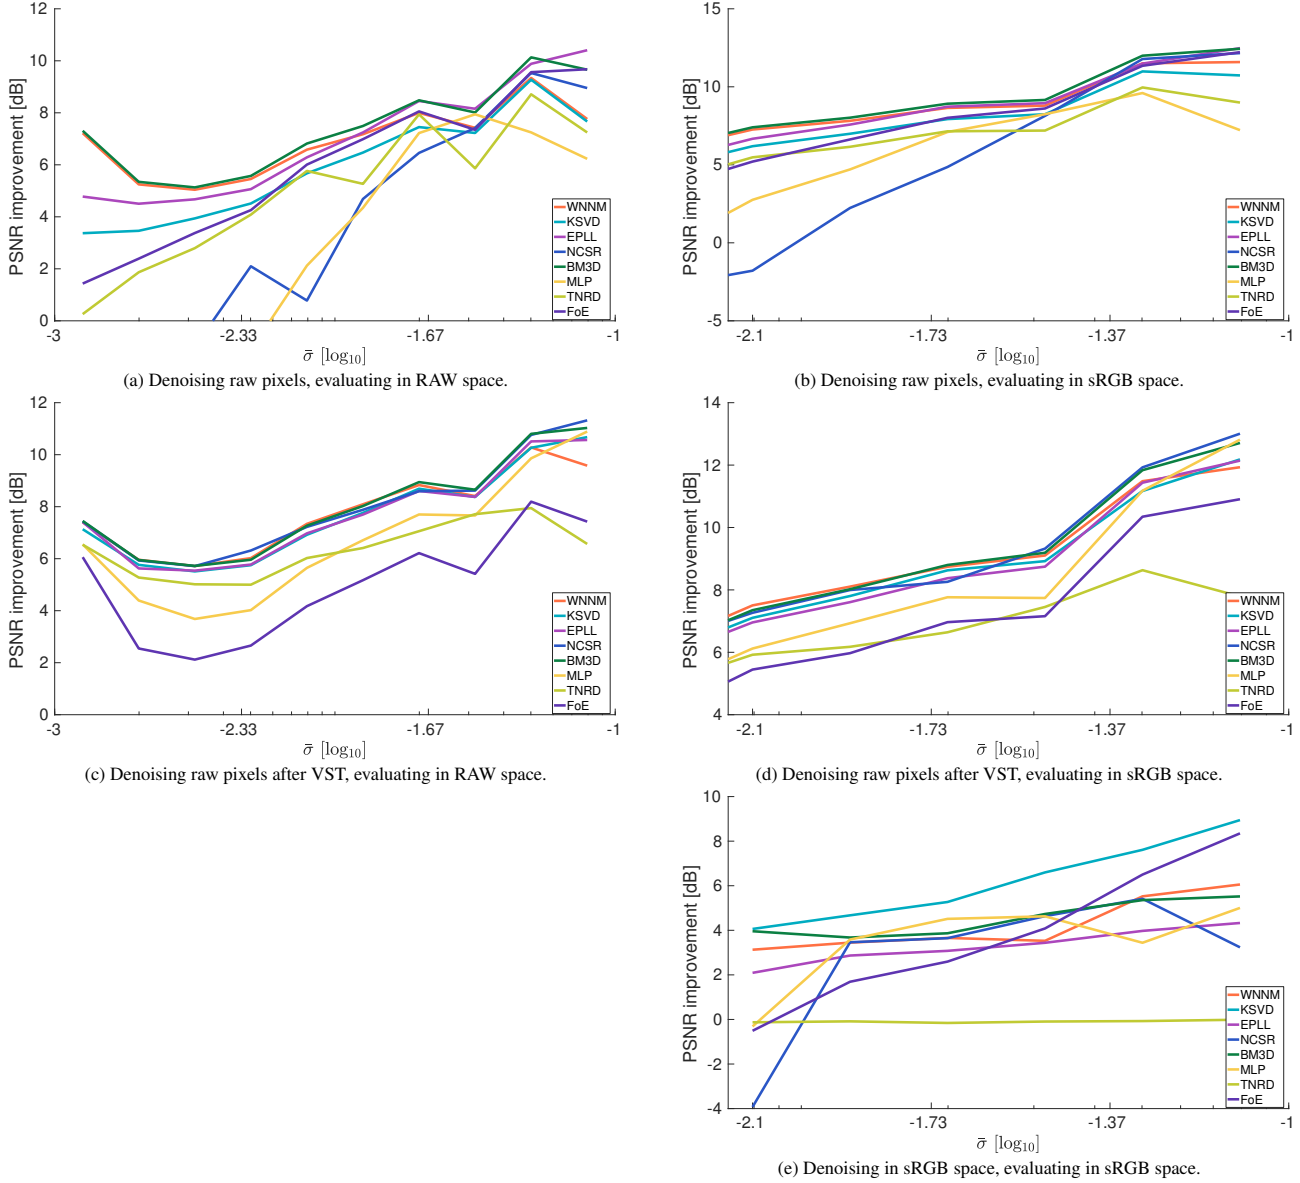 12
10
8
6
4
2
0
PSNR improvement [dB]
-3
-2.33
-1.67
-1
σ̄ [log₁₀]
WNNM
KSVD
EPLL
NCSR
BM3D
MLP
TNRD
FoE
(a) Denoising raw pixels, evaluating in RAW space.
15
10
5
0
-5
PSNR improvement [dB]
-2.1
-1.73
-1.37
-1
σ̄ [log₁₀]
WNNM
KSVD
EPLL
NCSR
BM3D
MLP
TNRD
FoE
(b) Denoising raw pixels, evaluating in sRGB space.
12
10
8
6
4
2
0
PSNR improvement [dB]
-3
-2.33
-1.67
-1
σ̄ [log₁₀]
WNNM
KSVD
EPLL
NCSR
BM3D
MLP
TNRD
FoE
(c) Denoising raw pixels after VST, evaluating in RAW space.
14
12
10
8
6
4
PSNR improvement [dB]
-2.1
-1.73
-1.37
-1
σ̄ [log₁₀]
WNNM
KSVD
EPLL
NCSR
BM3D
MLP
TNRD
FoE
(d) Denoising raw pixels after VST, evaluating in sRGB space.
10
8
6
4
2
0
-2
-4
PSNR improvement [dB]
-2.1
-1.73
-1.37
-1
σ̄ [log₁₀]
WNNM
KSVD
EPLL
NCSR
BM3D
MLP
TNRD
FoE
(e) Denoising in sRGB space, evaluating in sRGB space.